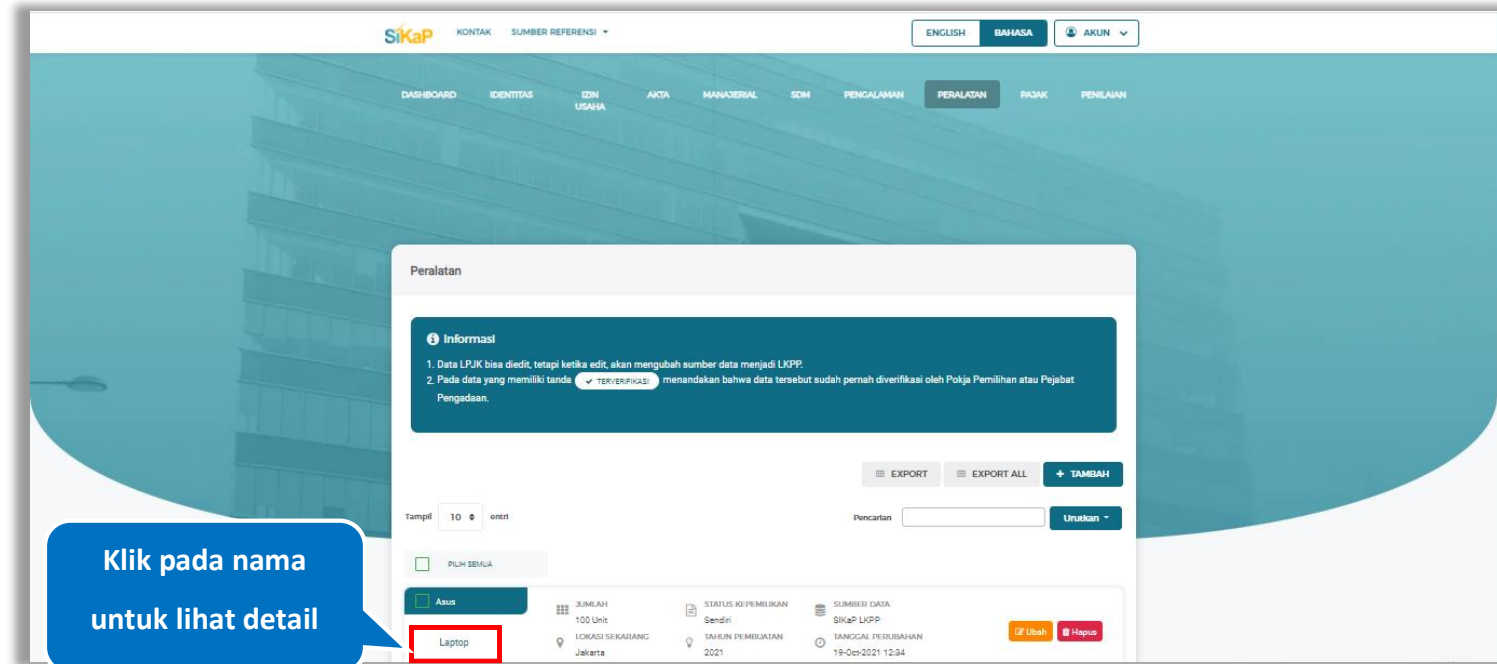 SiKaP KONTAK SUMBER REFERENSI ENGLISH BAHASA AKUN
DASHBOARD IDENTITAS IZIN USAHA AKTA MANAJERIAL SDM PENGALAMAN PERALATAN PAJAK PENILAIAN
Peralatan
Informasi
1. Data LPJK bisa diedit, tetapi ketika edit, akan mengubah sumber data menjadi LKPP.
2. Pada data yang memiliki tanda TERVERIFIKASI menandakan bahwa data tersebut sudah pernah diverifikasi oleh Pokja Pemilihan atau Pejabat
Pengadaan.
EXPORT EXPORT ALL + TAMBAH
Tampil 10 entri Pencarian Urutkan
PILIH SEMUA
Klik pada nama
untuk lihat detail
Asus
Laptop
JUMLAH
100 Unit
LOKASI SEKARANG
Jakarta
STATUS KEPEMILIKAN
Sendiri
TAHUN PEMBUATAN
2021
SUMBER DATA
SIKaP LKPP
TANGGAL PERUBAHAN
19-Oct-2021 12:34
Ubah Hapus